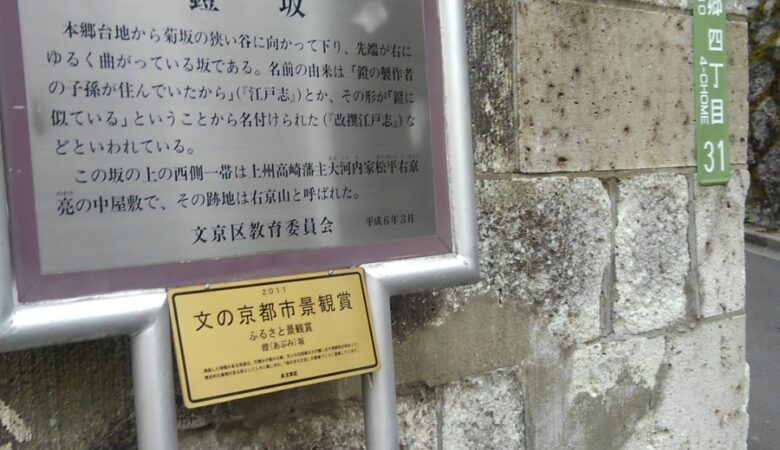 鐙坂
本郷台地から菊坂の狭い谷に向かって下り、先端が右に
ゆるく曲がっている坂である。名前の由来は「鐙の製作者
の子孫が住んでいたから」(『江戸志』)とか、その形が「鐙に
似ている」ということから名付けられた(『改撰江戸志』)な
どといわれている。
この坂の上の西側一帯は上州高崎藩主大河内家松平右京
亮の中屋敷で、その跡地は右京山と呼ばれた。
文京区教育委員会 平成6年3月
2011
文の京都市景観賞
ふるさと景観賞
鐙(あぶみ)坂
文京区
郷四丁目
4-CHOME
31